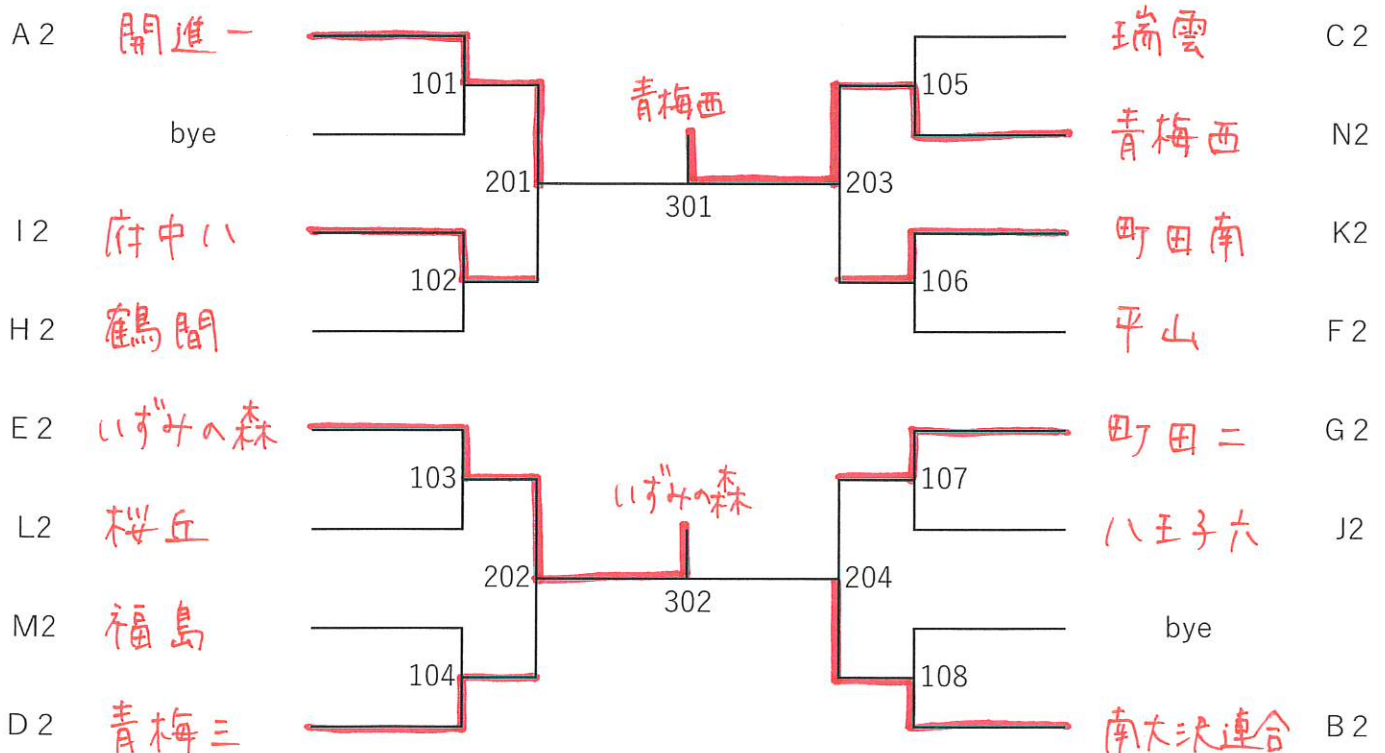 A2 開進一
101
bye
201
I2 府中八
102
H2 鶴間
青梅西
301
瑞雲 C2
105
青梅西 N2
203
町田南 K2
106
平山 F2
E2 いずみの森
103
L2 桜丘
202
M2 福島
104
D2 青梅三
いずみの森
302
町田二 G2
107
八王子六 J2
204
bye
108
南大沢連合 B2